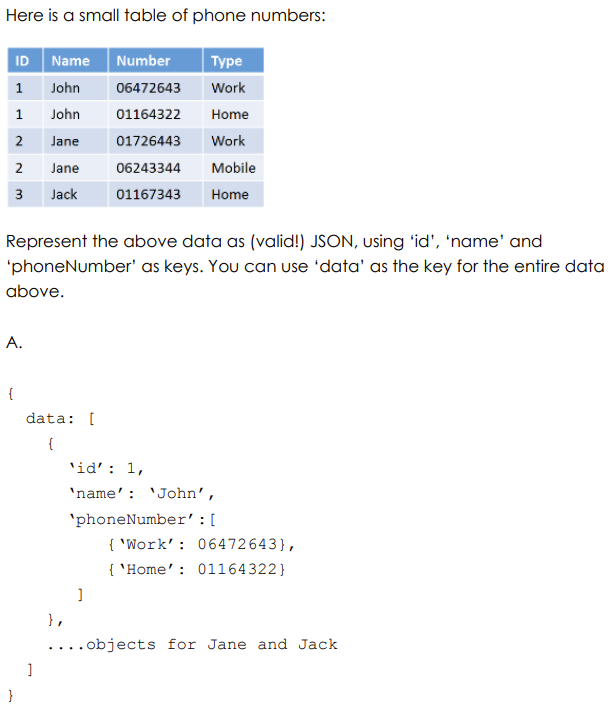 Here is a small table of phone numbers:
ID Name Number Type
1 John 06472643 Work
1 John 01164322 Home
2 Jane 01726443 Work
2 Jane 06243344 Mobile
3 Jack 01167343 Home
Represent the above data as (valid!) JSON, using ‘id’, ‘name’ and
‘phoneNumber’ as keys. You can use ‘data’ as the key for the entire data
above.
A.
{
data: [
{
‘id’: 1,
‘name’: ‘John’,
‘phoneNumber’:[
{‘Work’: 06472643},
{‘Home’: 01164322}
]
},
....objects for Jane and Jack
]
}